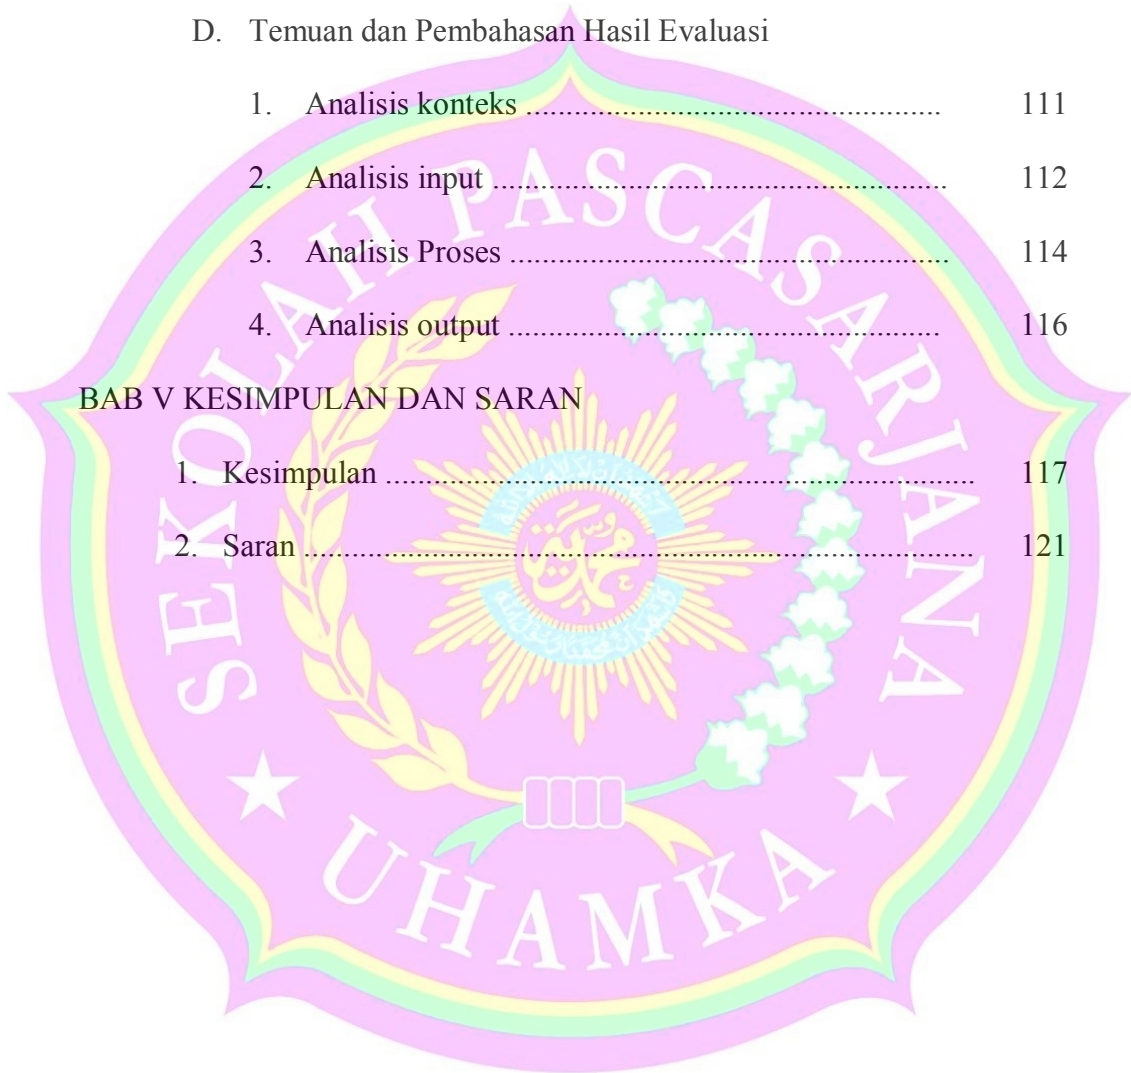 D. Temuan dan Pembahasan Hasil Evaluasi
1. Analisis konteks .................................................... 111
2. Analisis input ......................................................... 112
3. Analisis Proses ....................................................... 114
4. Analisis output ...................................................... 116
BAB V KESIMPULAN DAN SARAN
1. Kesimpulan .......................................................................... 117
2. Saran .................................................................................... 121
SEKOLAH PASCASARJANA
UHAMKA
محمدية